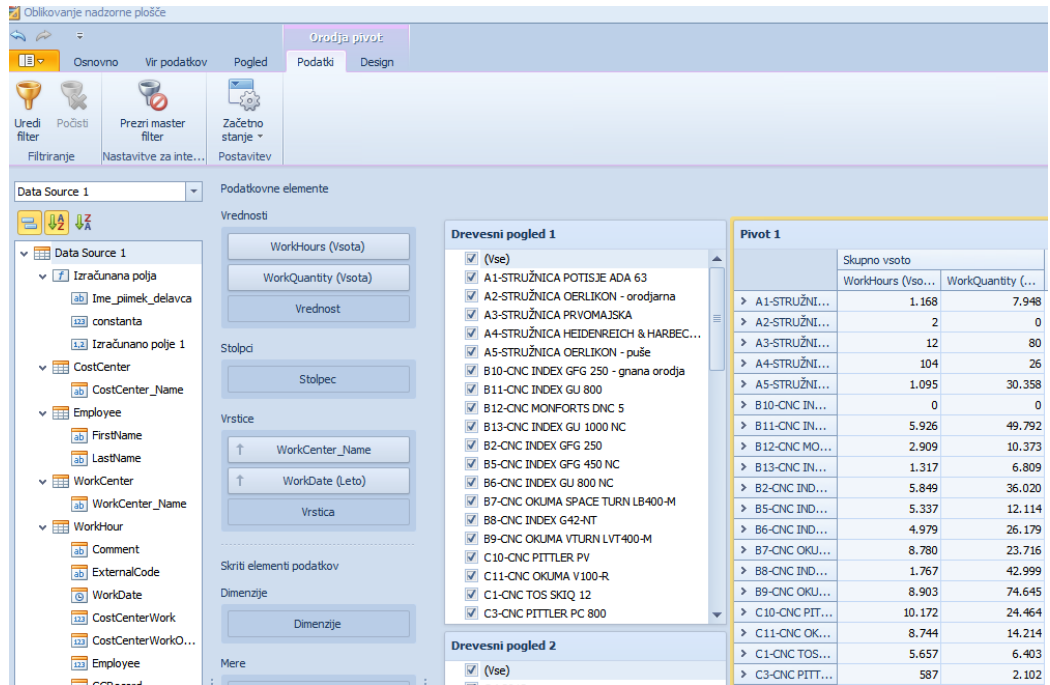 Oblikovanje nadzorne plošče
Orodja pivot
Osnovno Vir podatkov Pogled Podatki Design
Uredi filter
Počisti
Prezri master filter
Začetno stanje
Filtriranje Nastavitve za inte... Postavitev
Data Source 1
Data Source 1
Izračunana polja
Ime_piimek_delavca
constanta
Izračunano polje 1
CostCenter
CostCenter_Name
Employee
FirstName
LastName
WorkCenter
WorkCenter_Name
WorkHour
Comment
ExternalCode
WorkDate
CostCenterWork
CostCenterWorkO...
Employee
Podatkovne elemente
Vrednosti
WorkHours (Vsota)
WorkQuantity (Vsota)
Vrednost
Stolpci
Stolpec
Vrstice
WorkCenter_Name
WorkDate (Leto)
Vrstica
Skriti elementi podatkov
Dimenzije
Dimenzije
Mere
Drevesni pogled 1
(Vse)
A1-STRUŽNICA POTISJE ADA 63
A2-STRUŽNICA OERLIKON - orodjarna
A3-STRUŽNICA PRVOMAJSKA
A4-STRUŽNICA HEIDENREICH & HARBEC...
A5-STRUŽNICA OERLIKON - puše
B10-CNC INDEX GFG 250 - gnana orodja
B11-CNC INDEX GU 800
B12-CNC MONFORTS DNC 5
B13-CNC INDEX GU 1000 NC
B2-CNC INDEX GFG 250
B5-CNC INDEX GFG 450 NC
B6-CNC INDEX GU 800 NC
B7-CNC OKUMA SPACE TURN LB400-M
B8-CNC INDEX G42-NT
B9-CNC OKUMA VTURN LVT400-M
C10-CNC PITTLER PV
C11-CNC OKUMA V100-R
C1-CNC TOS SKIQ 12
C3-CNC PITTLER PC 800
Drevesni pogled 2
(Vse)
Pivot 1
Skupno vsoto
WorkHours (Vso... WorkQuantity (...
A1-STRUŽNI... 1.168 7.948
A2-STRUŽNI... 2 0
A3-STRUŽNI... 12 80
A4-STRUŽNI... 104 26
A5-STRUŽNI... 1.095 30.358
B10-CNC IN... 0 0
B11-CNC IN... 5.926 49.792
B12-CNC MO... 2.909 10.373
B13-CNC IN... 1.317 6.809
B2-CNC IND... 5.849 36.020
B5-CNC IND... 5.337 12.114
B6-CNC IND... 4.979 26.179
B7-CNC OKU... 8.780 23.716
B8-CNC IND... 1.767 42.999
B9-CNC OKU... 8.903 74.645
C10-CNC PIT... 10.172 24.464
C11-CNC OK... 8.744 14.214
C1-CNC TOS... 5.657 6.403
C3-CNC PITT... 587 2.102